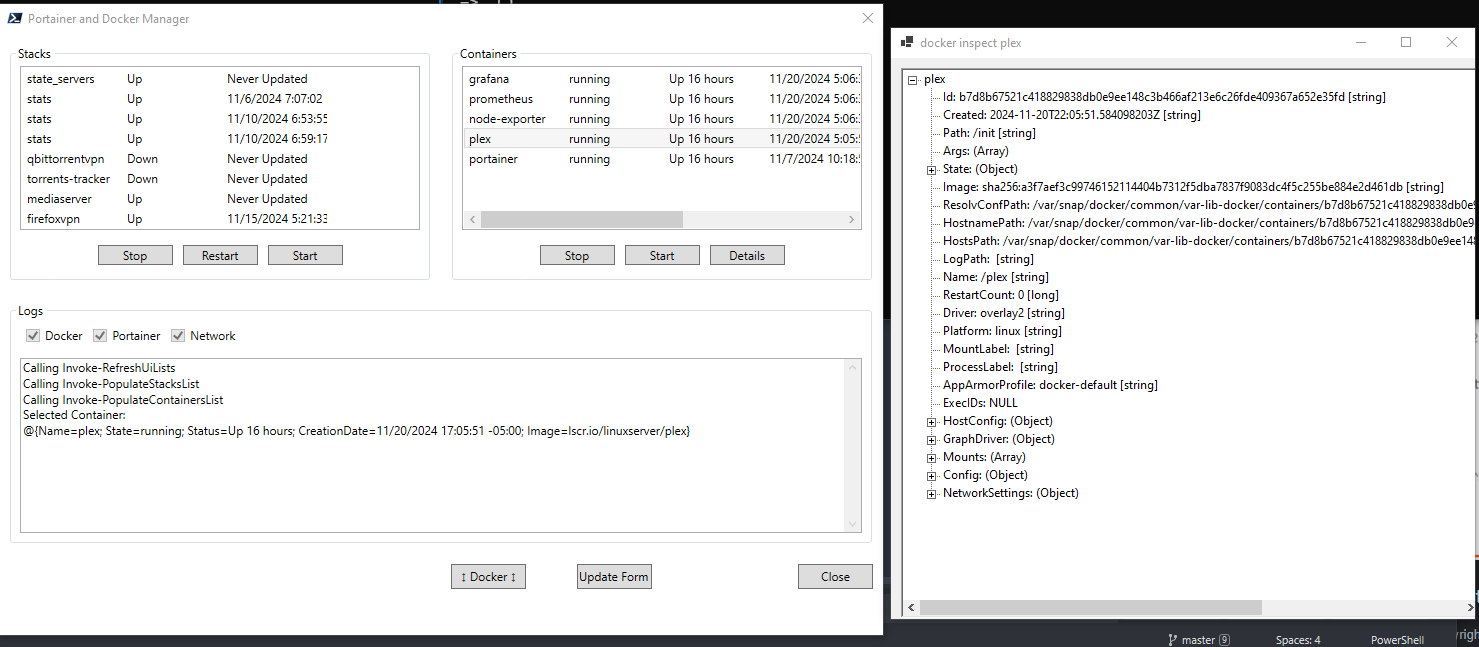 Portainer and Docker Manager
Stacks
state_servers Up Never Updated
stats Up 11/6/2024 7:07:02
stats Up 11/10/2024 6:53:55
stats Up 11/10/2024 6:59:17
qbittorrentvpn Down Never Updated
torrents-tracker Down Never Updated
mediaserver Up Never Updated
firefoxvpn Up 11/15/2024 5:21:33
Stop Restart Start
Containers
grafana running Up 16 hours 11/20/2024 5:06:
prometheus running Up 16 hours 11/20/2024 5:06:
node-exporter running Up 16 hours 11/20/2024 5:06:
plex running Up 16 hours 11/20/2024 5:05:
portainer running Up 16 hours 11/7/2024 10:18:
Stop Start Details
Logs
Docker Portainer Network
Calling Invoke-RefreshUiLists
Calling Invoke-PopulateStacksList
Calling Invoke-PopulateContainersList
Selected Container:
@{Name=plex; State=running; Status=Up 16 hours; CreationDate=11/20/2024 17:05:51 -05:00; Image=lscr.io/linuxserver/plex}
↕ Docker ↕ Update Form Close
docker inspect plex
plex
Id: b7d8b67521c418829838db0e9ee148c3b466af213e6c26fde409367a652e35fd [string]
Created: 2024-11-20T22:05:51.584098203Z [string]
Path: /init [string]
Args: (Array)
State: (Object)
Image: sha256:a3f7aef3c99746152114404b7312f5dba7837f9083dc4f5c255be884e2d461db [string]
ResolvConfPath: /var/snap/docker/common/var-lib-docker/containers/b7d8b67521c418829838db0e9
HostnamePath: /var/snap/docker/common/var-lib-docker/containers/b7d8b67521c418829838db0e9e
HostsPath: /var/snap/docker/common/var-lib-docker/containers/b7d8b67521c418829838db0e9ee148
LogPath: [string]
Name: /plex [string]
RestartCount: 0 [long]
Driver: overlay2 [string]
Platform: linux [string]
MountLabel: [string]
ProcessLabel: [string]
AppArmorProfile: docker-default [string]
ExecIDs: NULL
HostConfig: (Object)
GraphDriver: (Object)
Mounts: (Array)
Config: (Object)
NetworkSettings: (Object)
master 9 Spaces: 4 PowerShell